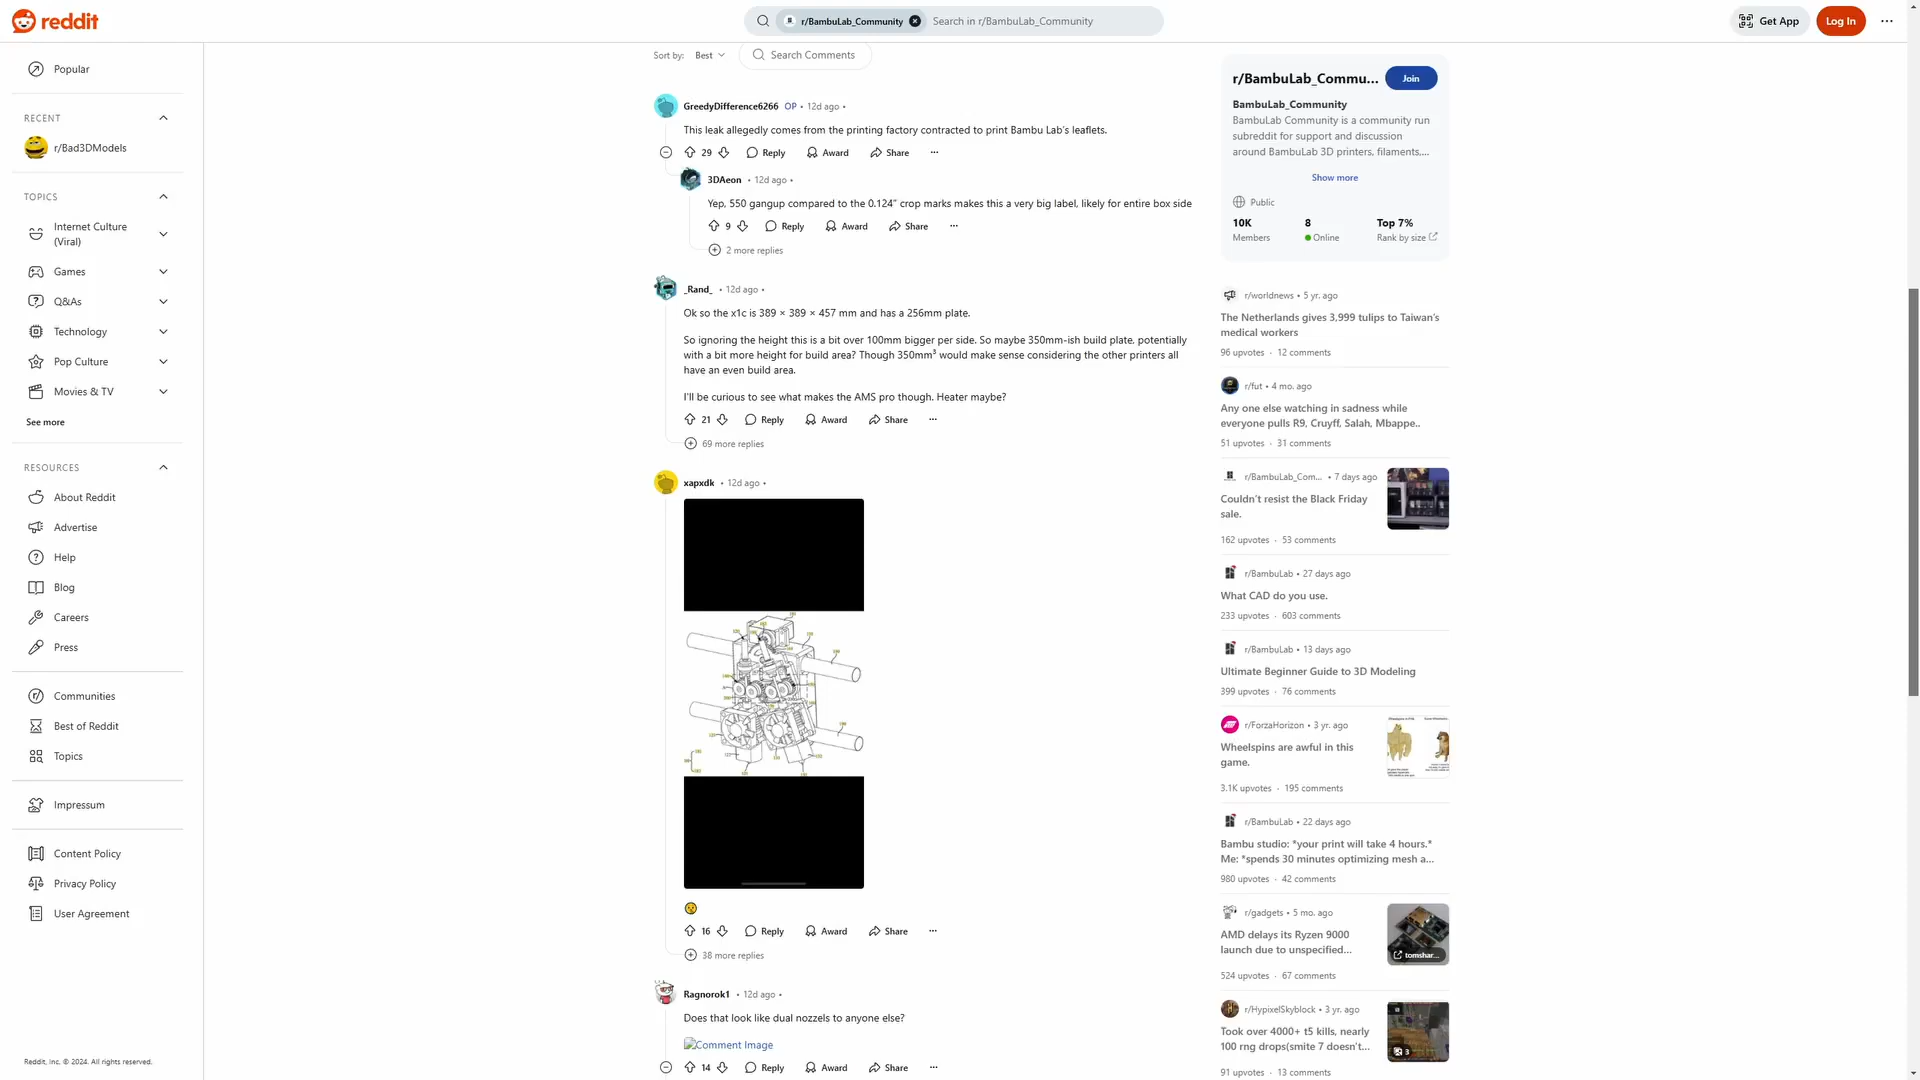 reddit
r/BambuLab_Community
Search in r/BambuLab_Community
Get App
Log In
Popular
RECENT
r/Bad3DModels
TOPICS
Internet Culture
(Viral)
Games
Q&As
Technology
Pop Culture
Movies & TV
See more
RESOURCES
About Reddit
Advertise
Help
Blog
Careers
Press
Communities
Best of Reddit
Topics
Impressum
Content Policy
Privacy Policy
User Agreement
Reddit, Inc. © 2024. All rights reserved.
Sort by: Best
Search Comments
GreedyDifference6266 OP • 12d ago •
This leak allegedly comes from the printing factory contracted to print Bambu Lab's leaflets.
29 Reply Award Share ...
3DAeon • 12d ago •
Yep, 550 gangup compared to the 0.124" crop marks makes this a very big label, likely for entire box side
9 Reply Award Share ...
2 more replies
_Rand_ • 12d ago •
Ok so the x1c is 389 × 389 × 457 mm and has a 256mm plate.
So ignoring the height this is a bit over 100mm bigger per side. So maybe 350mm-ish build plate, potentially
with a bit more height for build area? Though 350mm³ would make sense considering the other printers all
have an even build area.
I'll be curious to see what makes the AMS pro though. Heater maybe?
21 Reply Award Share ...
69 more replies
xapxdk • 12d ago •
16 Reply Award Share ...
38 more replies
Ragnorok1 • 12d ago •
Does that look like dual nozzels to anyone else?
Comment Image
14 Reply Award Share ...
r/BambuLab_Commu...
Join
BambuLab_Community
BambuLab Community is a community run
subreddit for support and discussion
around BambuLab 3D printers, filaments,...
Show more
Public
10K 8 Top 7%
Members Online Rank by size
r/worldnews • 5 yr. ago
The Netherlands gives 3,999 tulips to Taiwan's
medical workers
96 upvotes · 12 comments
r/fut • 4 mo. ago
Any one else watching in sadness while
everyone pulls R9, Cruyff, Salah, Mbappe..
51 upvotes · 31 comments
r/BambuLab_Com... • 7 days ago
Couldn't resist the Black Friday
sale.
162 upvotes · 53 comments
r/BambuLab • 27 days ago
What CAD do you use.
233 upvotes · 603 comments
r/BambuLab • 13 days ago
Ultimate Beginner Guide to 3D Modeling
399 upvotes · 76 comments
r/ForzaHorizon • 3 yr. ago
Wheelspins are awful in this
game.
3.1K upvotes · 195 comments
r/BambuLab • 22 days ago
Bambu studio: *your print will take 4 hours.*
Me: *spends 30 minutes optimizing mesh a...
980 upvotes · 42 comments
r/gadgets • 5 mo. ago
AMD delays its Ryzen 9000
launch due to unspecified...
tomshar...
524 upvotes · 67 comments
r/HypixelSkyblock • 3 yr. ago
Took over 4000+ t5 kills, nearly
100 rng drops(smite 7 doesn't...
3
91 upvotes · 13 comments